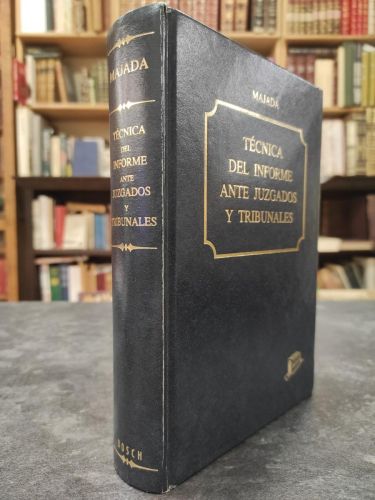 MAJADA
TÉCNICA
DEL
INFORME
ANTE
JUZGADOS
Y
TRIBUNALES
BOSCH
MAJADA
TÉCNICA
DEL INFORME
ANTE JUZGADOS
Y TRIBUNALES